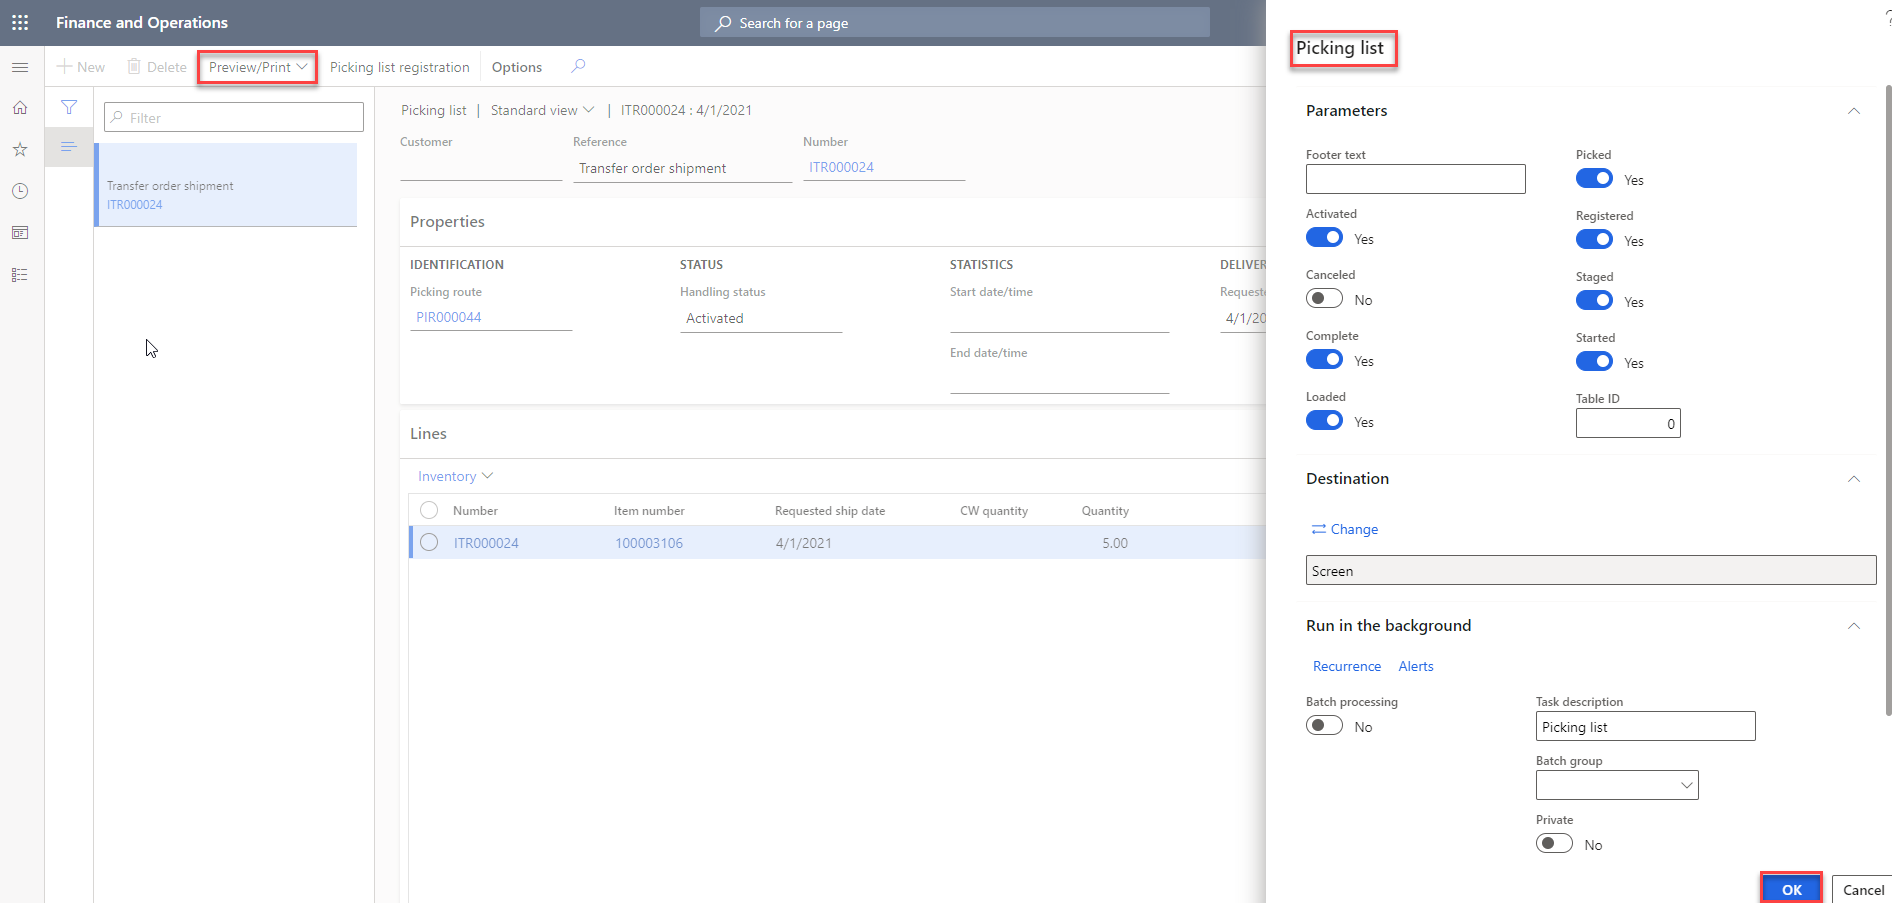 Finance and Operations
Search for a page
?
New
Delete
Preview/Print
Picking list registration
Options
Filter
Transfer order shipment
ITR000024
Picking list | Standard view | ITR000024 : 4/1/2021
Customer
Reference
Number
Transfer order shipment
ITR000024
Properties
IDENTIFICATION
STATUS
STATISTICS
DELIVER
Picking route
Handling status
Start date/time
Requeste
PIR000044
Activated
4/1/20
End date/time
Lines
Inventory
Number
Item number
Requested ship date
CW quantity
Quantity
ITR000024
100003106
4/1/2021
5.00
Picking list
Parameters
Footer text
Picked
Yes
Activated
Yes
Registered
Yes
Canceled
No
Staged
Yes
Complete
Yes
Started
Yes
Loaded
Yes
Table ID
0
Destination
Change
Screen
Run in the background
Recurrence
Alerts
Batch processing
No
Task description
Picking list
Batch group
Private
No
OK
Cancel